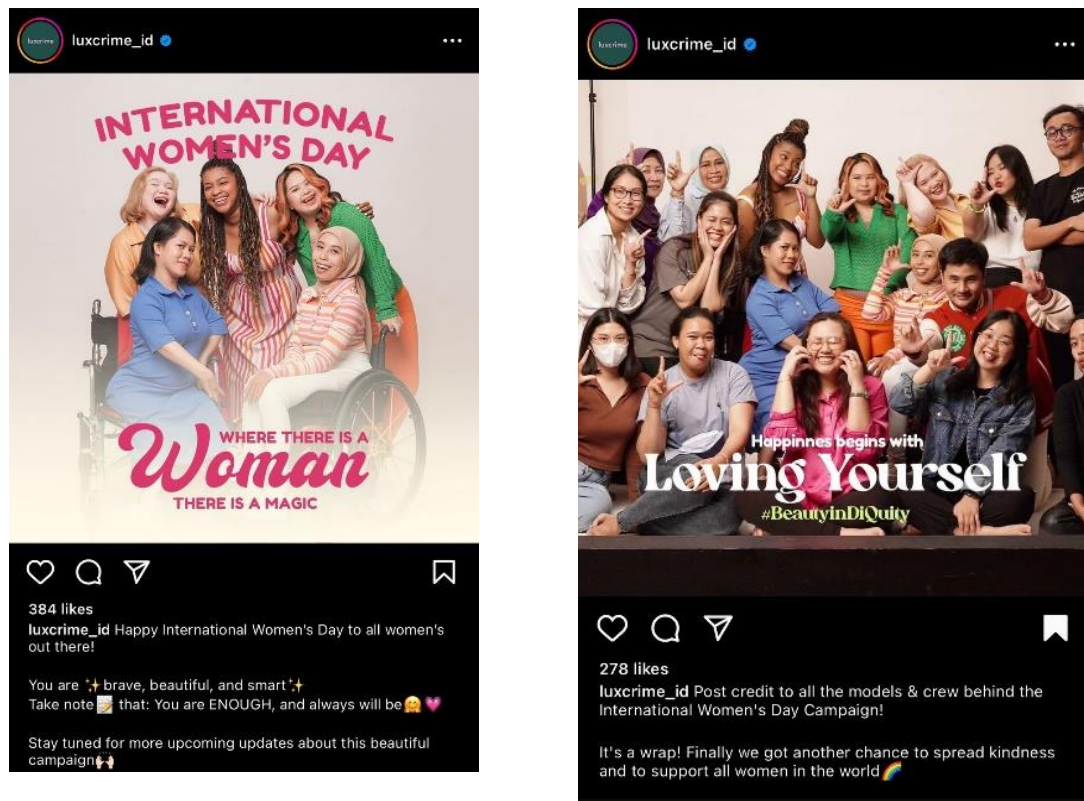 luxcrime
luxcrime_id
INTERNATIONAL
WOMEN'S DAY
WHERE THERE IS A
Woman
THERE IS A MAGIC
384 likes
luxcrime_id Happy International Women's Day to all women's
out there!
You are ✨brave, beautiful, and smart✨
Take note📝 that: You are ENOUGH, and always will be🤗💗
Stay tuned for more upcoming updates about this beautiful
campaign🙌🏻
luxcrime
luxcrime_id
Happinnes begins with
Loving Yourself
#BeautyinDiQuity
278 likes
luxcrime_id Post credit to all the models & crew behind the
International Women's Day Campaign!
It's a wrap! Finally we got another chance to spread kindness
and to support all women in the world🌈